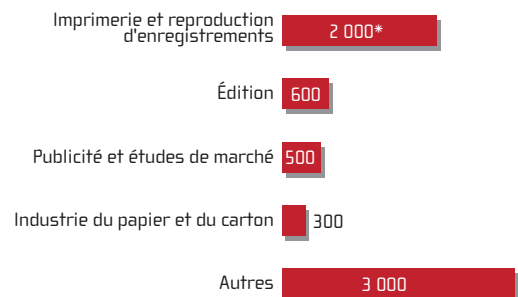 Imprimerie et reproduction
d'enregistrements
2 000*
Édition
600
Publicité et études de marché
500
Industrie du papier et du carton
300
Autres
3 000